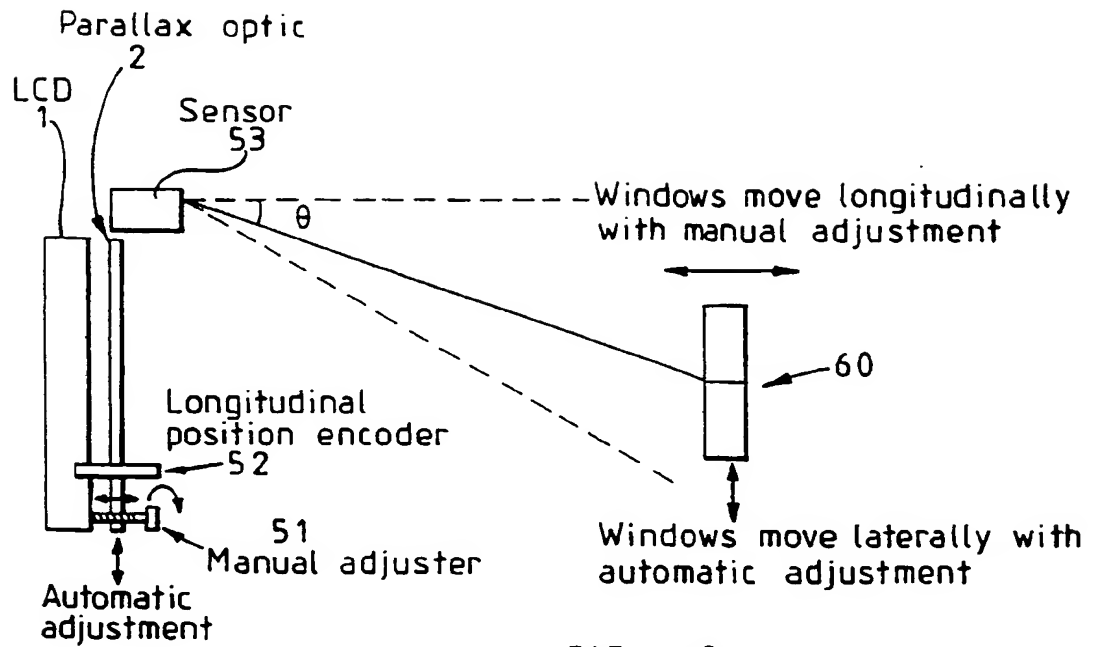 Parallax optic
2
LCD
1
Sensor
53
θ
Windows move longitudinally
with manual adjustment
60
Longitudinal
position encoder
52
51
Manual adjuster
Windows move laterally with
automatic adjustment
Automatic
adjustment